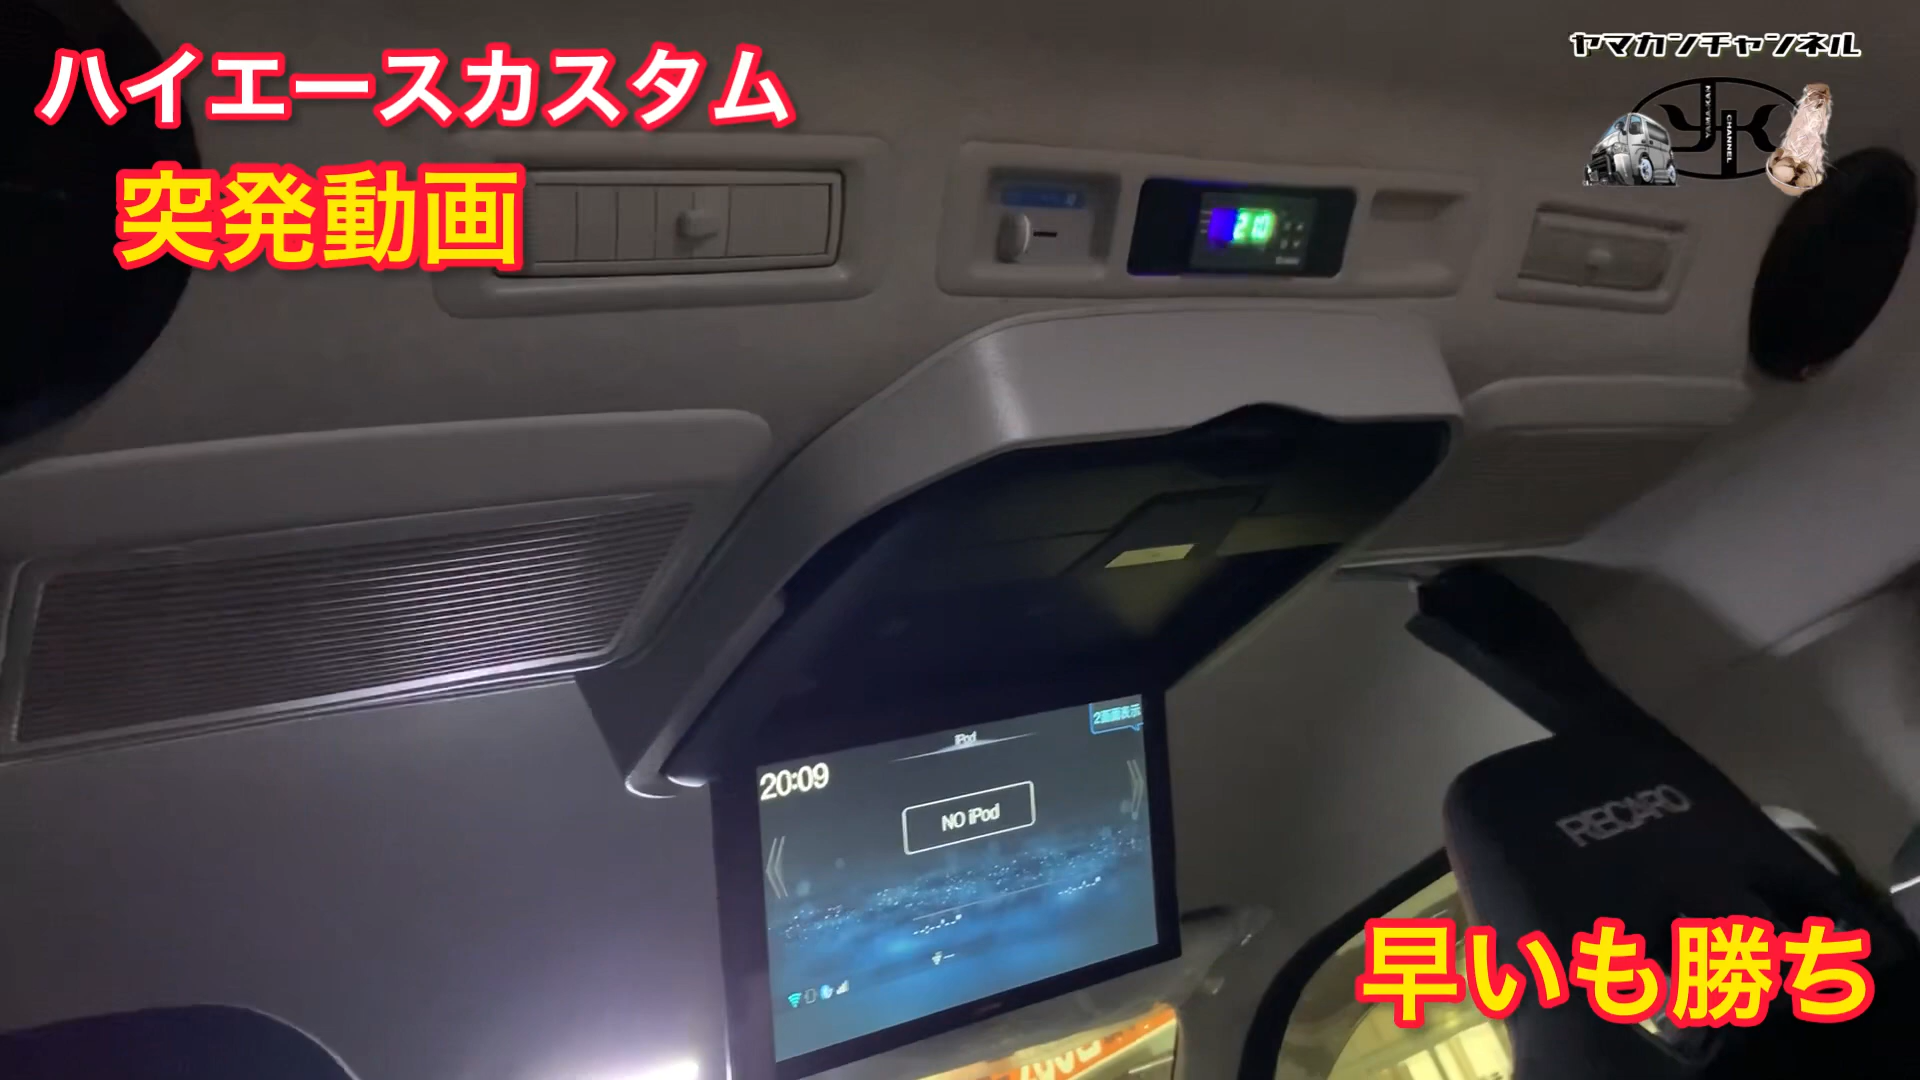 ハイエースカスタム
突発動画
ヤマカンチャンネル
YK
CHANNEL
2画面表示
iPod
20:09
NO iPod
RECARO
早いも勝ち